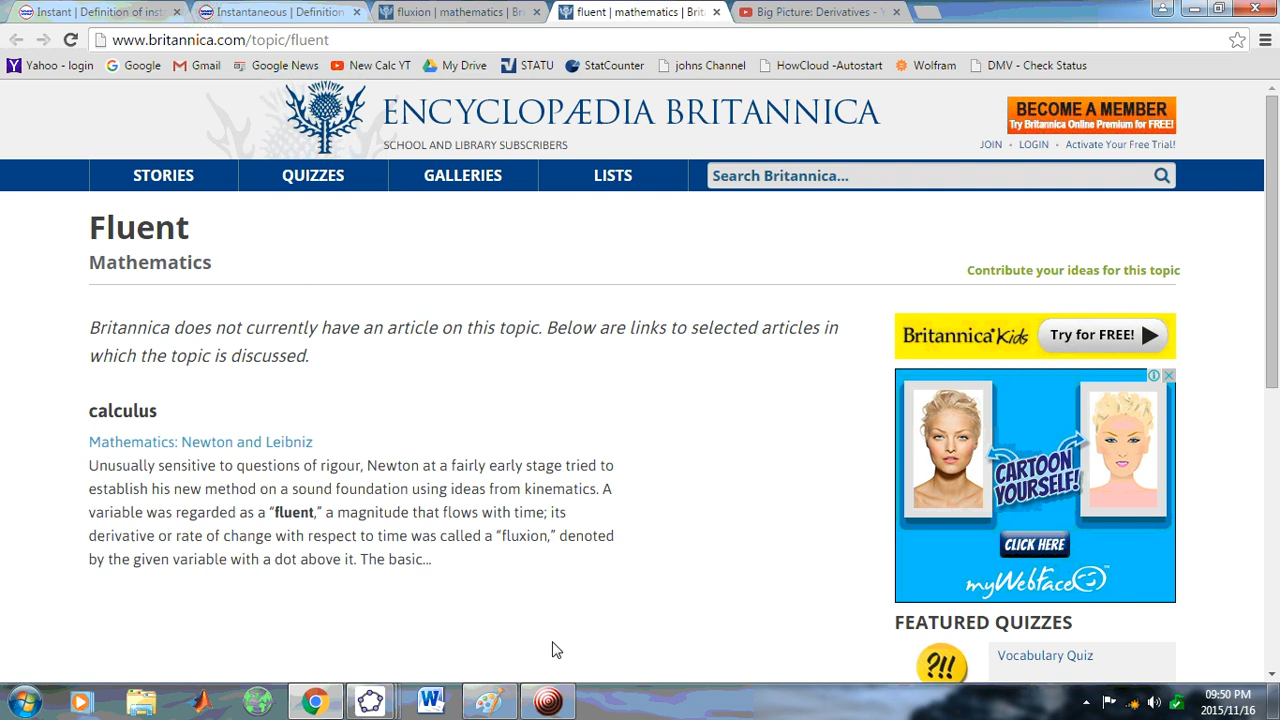 Instant | Definition of inst
Instantaneous | Definition
fluxion | mathematics | Br
fluent | mathematics | Brit
Big Picture: Derivatives - Y
www.britannica.com/topic/fluent
Yahoo - login
Google
Gmail
Google News
New Calc YT
My Drive
STATU
StatCounter
johns Channel
HowCloud -Autostart
Wolfram
DMV - Check Status
ENCYCLOPÆDIA BRITANNICA
SCHOOL AND LIBRARY SUBSCRIBERS
BECOME A MEMBER
Try Britannica Online Premium for FREE!
JOIN • LOGIN • Activate Your Free Trial!
STORIES
QUIZZES
GALLERIES
LISTS
Search Britannica...
Fluent
Mathematics
Contribute your ideas for this topic
Britannica does not currently have an article on this topic. Below are links to selected articles in
which the topic is discussed.
calculus
Mathematics: Newton and Leibniz
Unusually sensitive to questions of rigour, Newton at a fairly early stage tried to
establish his new method on a sound foundation using ideas from kinematics. A
variable was regarded as a “fluent,” a magnitude that flows with time; its
derivative or rate of change with respect to time was called a “fluxion,” denoted
by the given variable with a dot above it. The basic...
Britannica Kids
Try for FREE!
CARTOON
YOURSELF!
CLICK HERE
myWebFace
FEATURED QUIZZES
?!!
Vocabulary Quiz
09:50 PM
2015/11/16